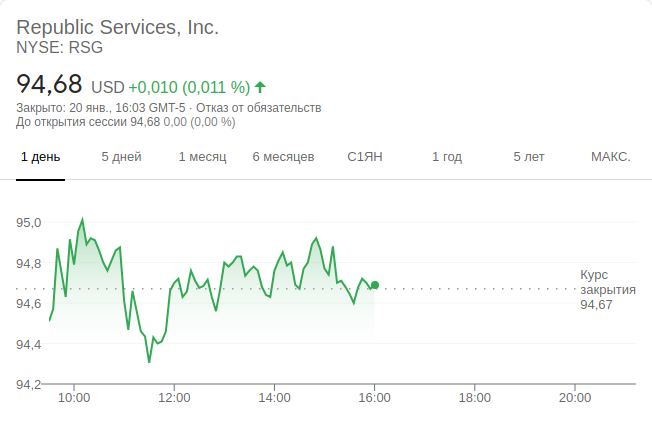 Republic Services, Inc.
NYSE: RSG
94,68 USD +0,010 (0,011 %)
Закрыто: 20 янв., 16:03 GMT-5 · Отказ от обязательств
До открытия сессии 94,68 0,00 (0,00 %)
1 день 5 дней 1 месяц 6 месяцев С1ЯН 1 год 5 лет МАКС.
95,0
94,8
94,6
94,4
94,2
Курс
закрытия
94,67
10:00 12:00 14:00 16:00 18:00 20:00